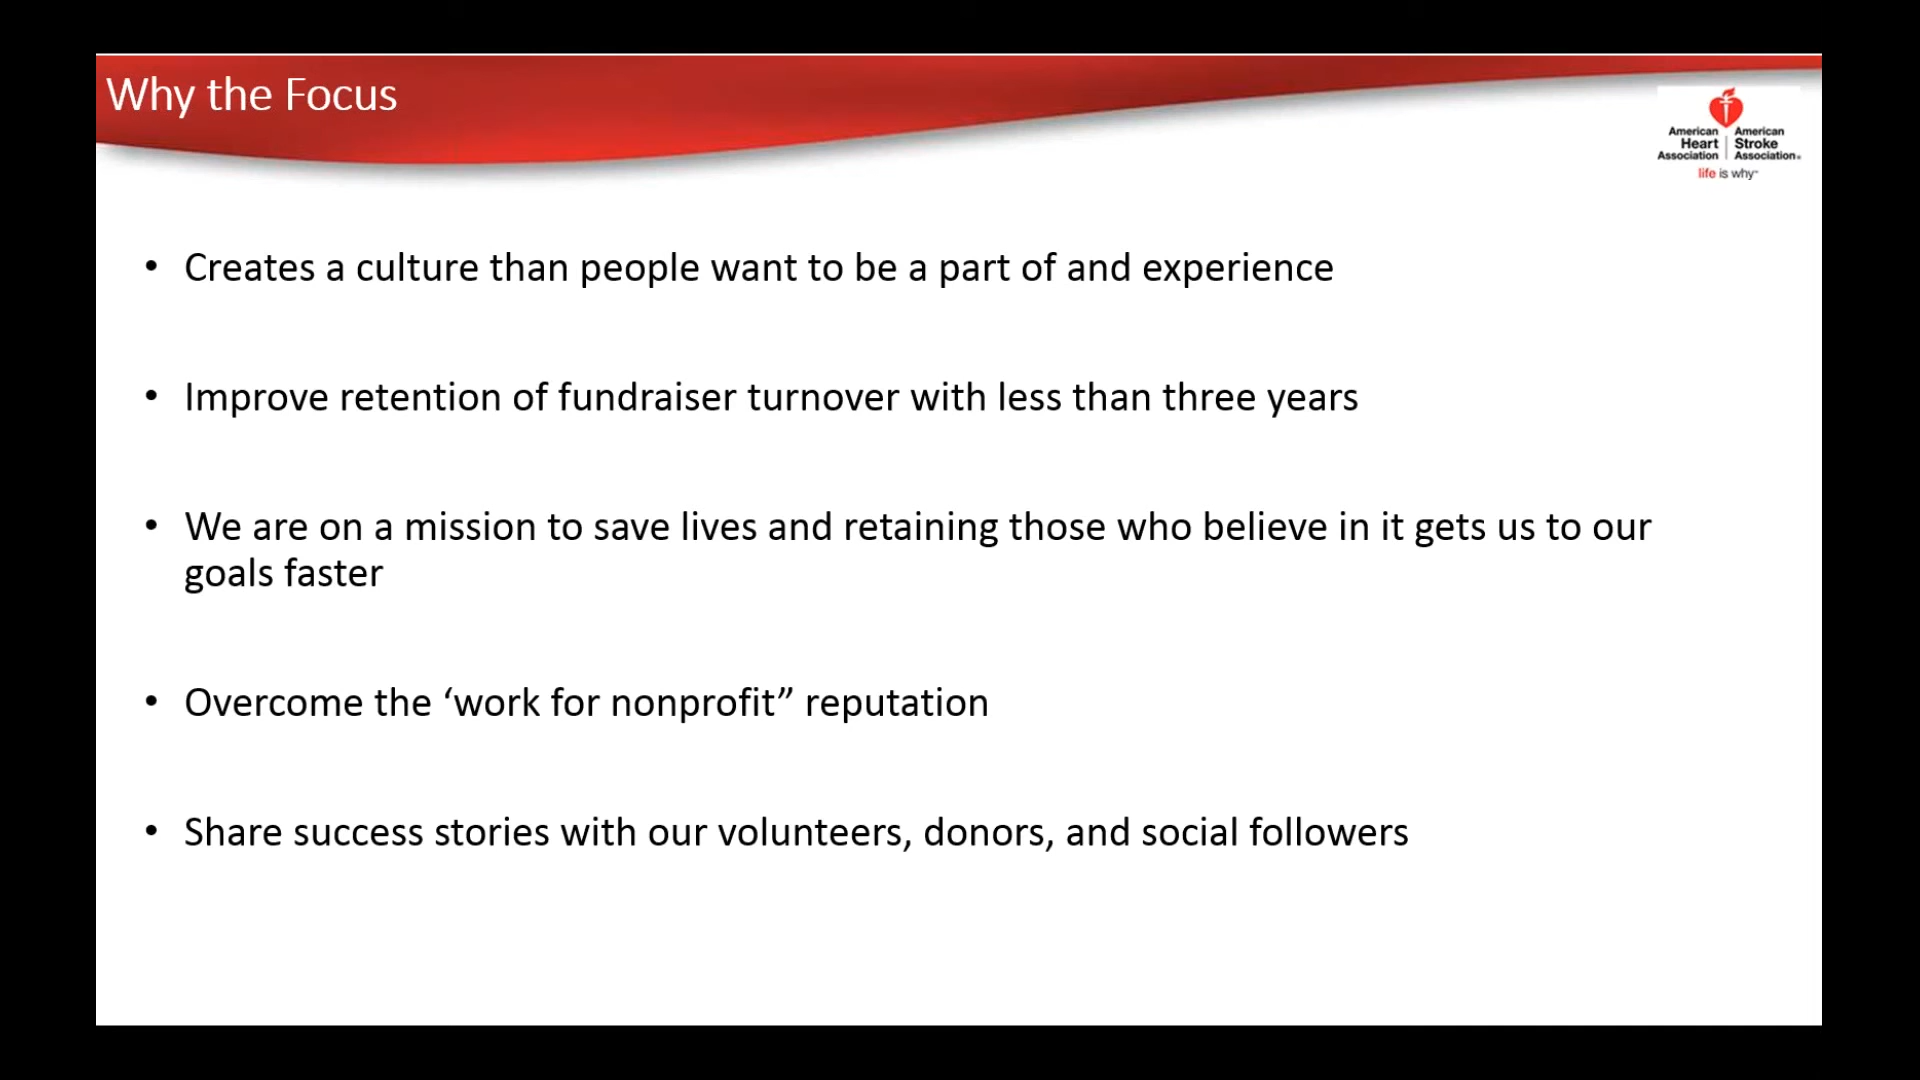 Why the Focus
American Heart Association
American Stroke Association®
life is why™
• Creates a culture than people want to be a part of and experience
• Improve retention of fundraiser turnover with less than three years
• We are on a mission to save lives and retaining those who believe in it gets us to our
goals faster
• Overcome the ‘work for nonprofit” reputation
• Share success stories with our volunteers, donors, and social followers